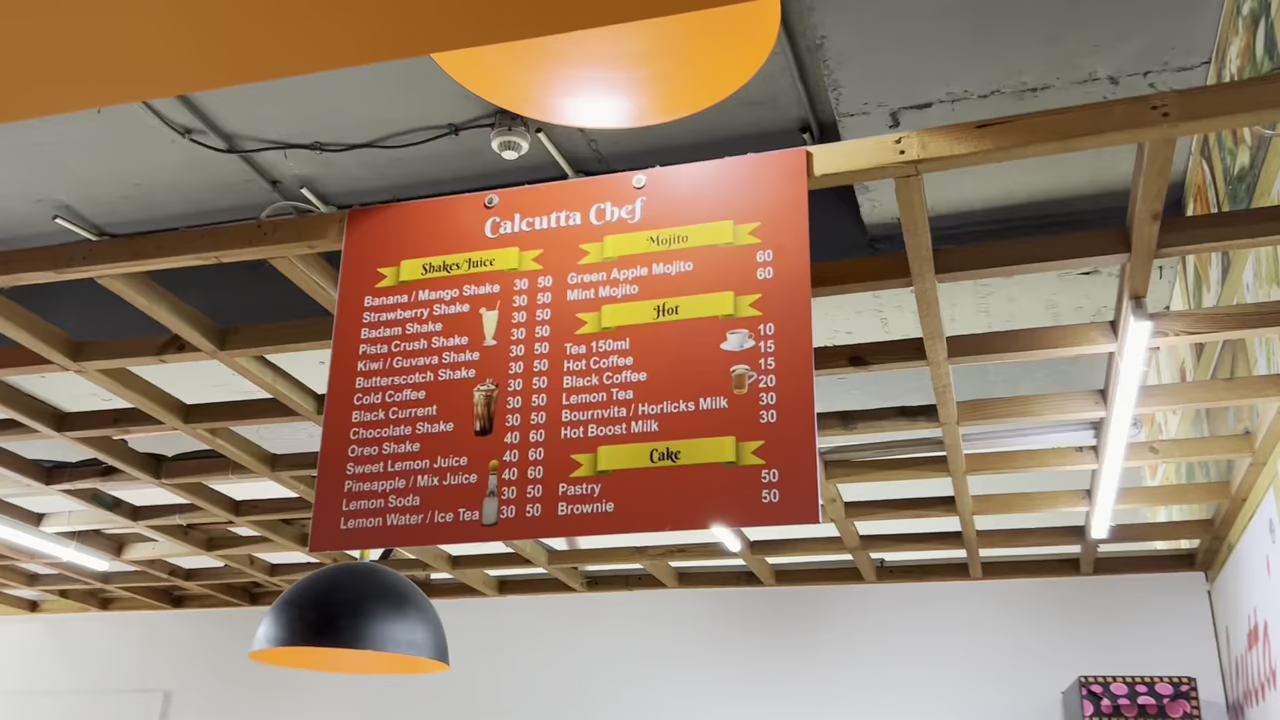 Calcutta Chef
Shakes/Juice
Banana / Mango Shake 30 50
Strawberry Shake 30 50
Badam Shake 30 50
Pista Crush Shake 30 50
Kiwi / Guava Shake 30 50
Butterscotch Shake 30 50
Cold Coffee 30 50
Black Current 30 50
Chocolate Shake 30 50
Oreo Shake 40 60
Sweet Lemon Juice 40 60
Pineapple / Mix Juice 40 60
Lemon Soda 30 50
Lemon Water / Ice Tea 30 50
Mojito
Green Apple Mojito 60
Mint Mojito 60
Hot
Tea 150ml 10
Hot Coffee 15
Black Coffee 15
Lemon Tea 20
Bournvita / Horlicks Milk 30
Hot Boost Milk 30
Cake
Pastry 50
Brownie 50